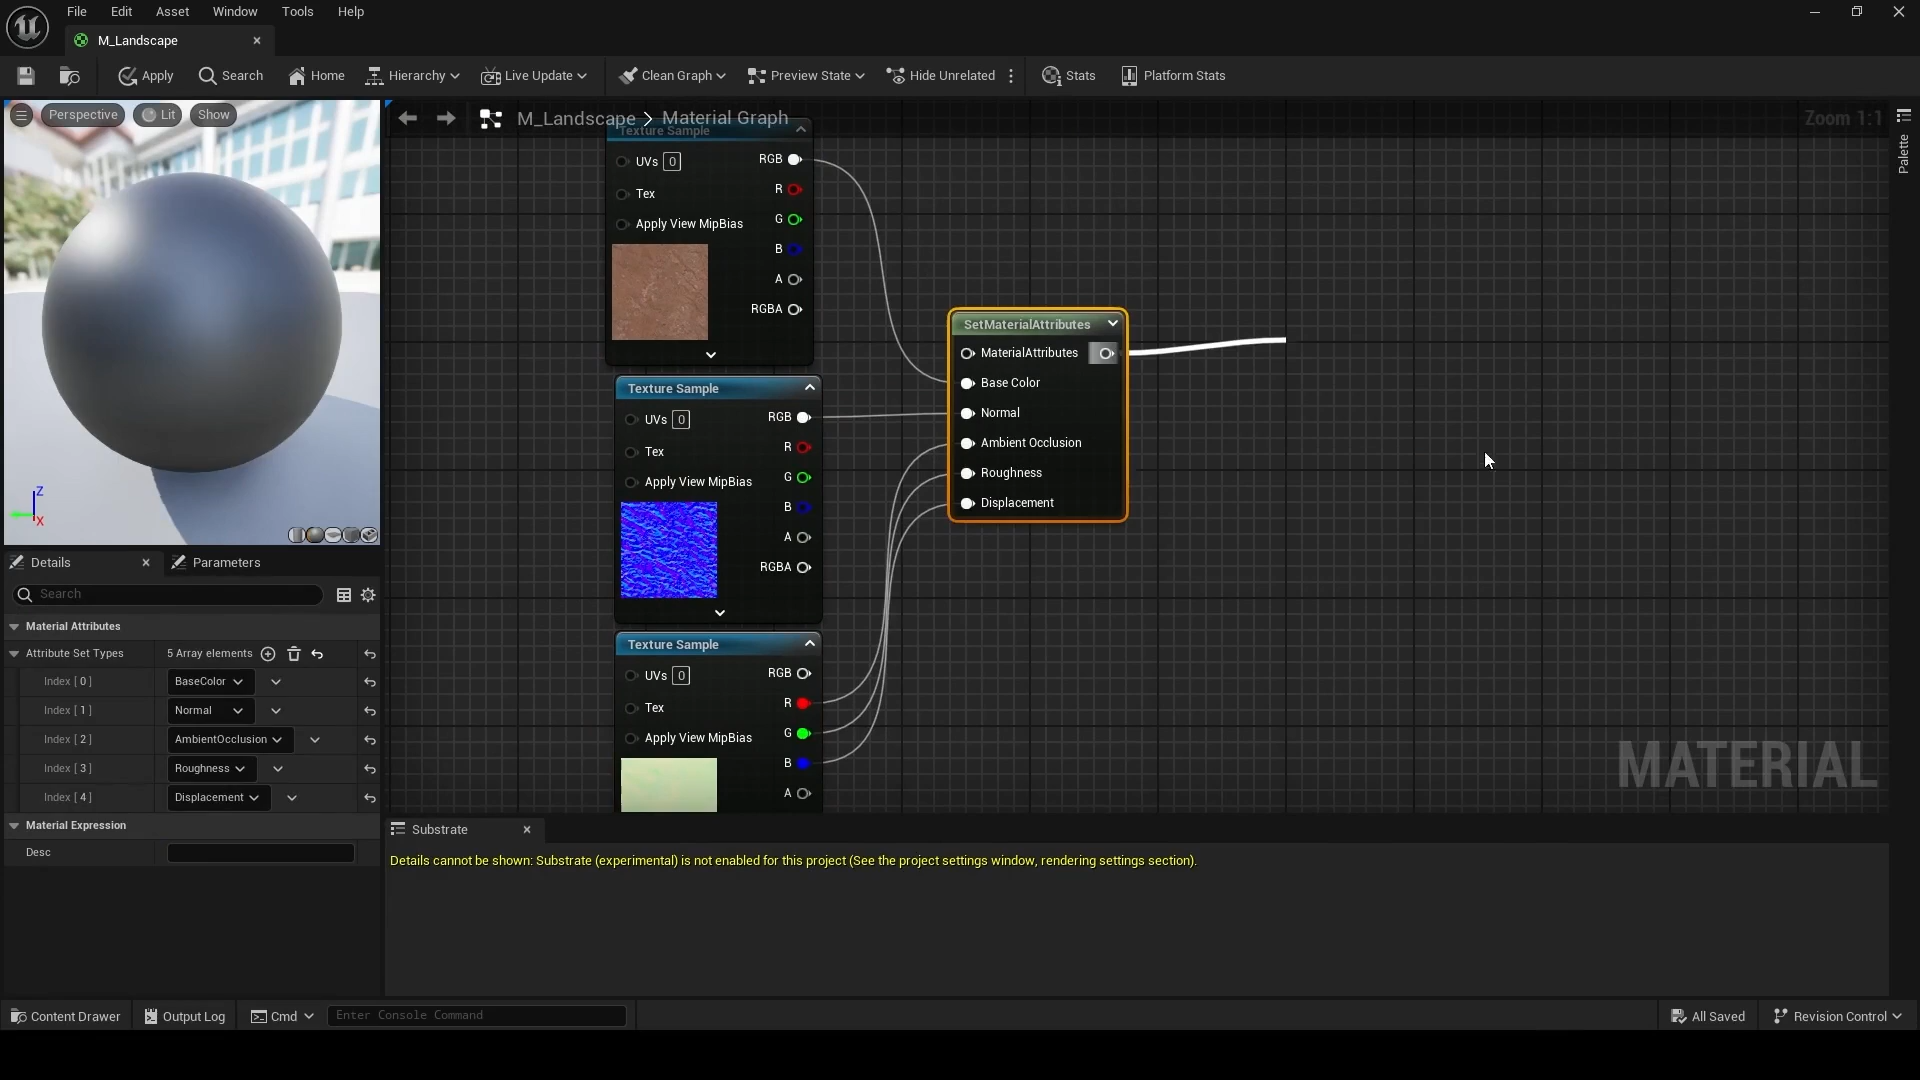 File Edit Asset Window Tools Help
M_Landscape
Apply Search Home Hierarchy Live Update Clean Graph Preview State Hide Unrelated Stats Platform Stats
Perspective Lit Show
M_Landscape > Material Graph
Zoom 1:1
Palette
Texture Sample
UVs 0 RGB
R
Tex
G
Apply View MipBias
B
A
RGBA
Texture Sample
UVs 0 RGB
R
Tex
G
Apply View MipBias
B
A
RGBA
Texture Sample
UVs 0 RGB
R
Tex
G
Apply View MipBias
B
A
SetMaterialAttributes
MaterialAttributes
Base Color
Normal
Ambient Occlusion
Roughness
Displacement
MATERIAL
Z
X
Details Parameters
Search
Material Attributes
Attribute Set Types 5 Array elements
Index [ 0 ] BaseColor
Index [ 1 ] Normal
Index [ 2 ] AmbientOcclusion
Index [ 3 ] Roughness
Index [ 4 ] Displacement
Material Expression
Desc
Substrate
Details cannot be shown: Substrate (experimental) is not enabled for this project (See the project settings window, rendering settings section).
Content Drawer Output Log Cmd Enter Console Command All Saved Revision Control